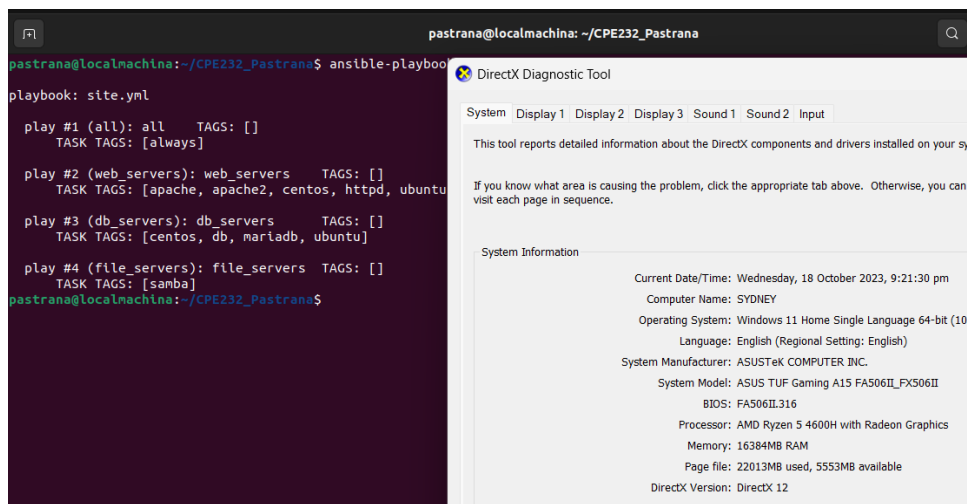 pastrana@localmachina: ~/CPE232_Pastrana
pastrana@localmachina:~/CPE232_Pastrana$ ansible-playboo
playbook: site.yml
play #1 (all): all TAGS: []
TASK TAGS: [always]
play #2 (web_servers): web_servers TAGS: []
TASK TAGS: [apache, apache2, centos, httpd, ubuntu
play #3 (db_servers): db_servers TAGS: []
TASK TAGS: [centos, db, mariadb, ubuntu]
play #4 (file_servers): file_servers TAGS: []
TASK TAGS: [samba]
pastrana@localmachina:~/CPE232_Pastrana$
DirectX Diagnostic Tool
System Display 1 Display 2 Display 3 Sound 1 Sound 2 Input
This tool reports detailed information about the DirectX components and drivers installed on your sy
If you know what area is causing the problem, click the appropriate tab above. Otherwise, you can
visit each page in sequence.
System Information
Current Date/Time: Wednesday, 18 October 2023, 9:21:30 pm
Computer Name: SYDNEY
Operating System: Windows 11 Home Single Language 64-bit (10
Language: English (Regional Setting: English)
System Manufacturer: ASUSTeK COMPUTER INC.
System Model: ASUS TUF Gaming A15 FA506II_FX506II
BIOS: FA506II.316
Processor: AMD Ryzen 5 4600H with Radeon Graphics
Memory: 16384MB RAM
Page file: 22013MB used, 5553MB available
DirectX Version: DirectX 12